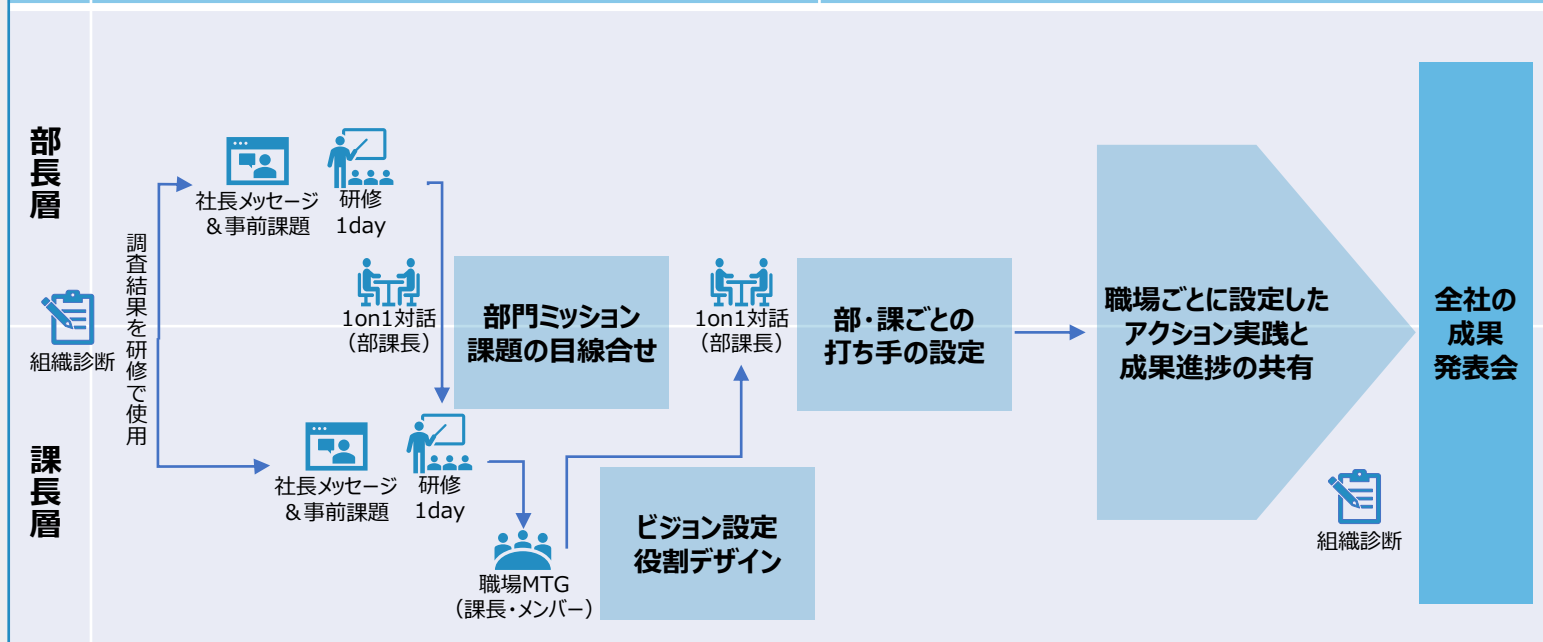 部長層
社長メッセージ
＆事前課題
研修
1day
調査結果を研修で使用
組織診断
1on1対話
（部課長）
部門ミッション
課題の目線合せ
1on1対話
（部課長）
部・課ごとの
打ち手の設定
職場ごとに設定した
アクション実践と
成果進捗の共有
全社の
成果
発表会
課長層
社長メッセージ
＆事前課題
研修
1day
職場MTG
（課長・メンバー）
ビジョン設定
役割デザイン
組織診断